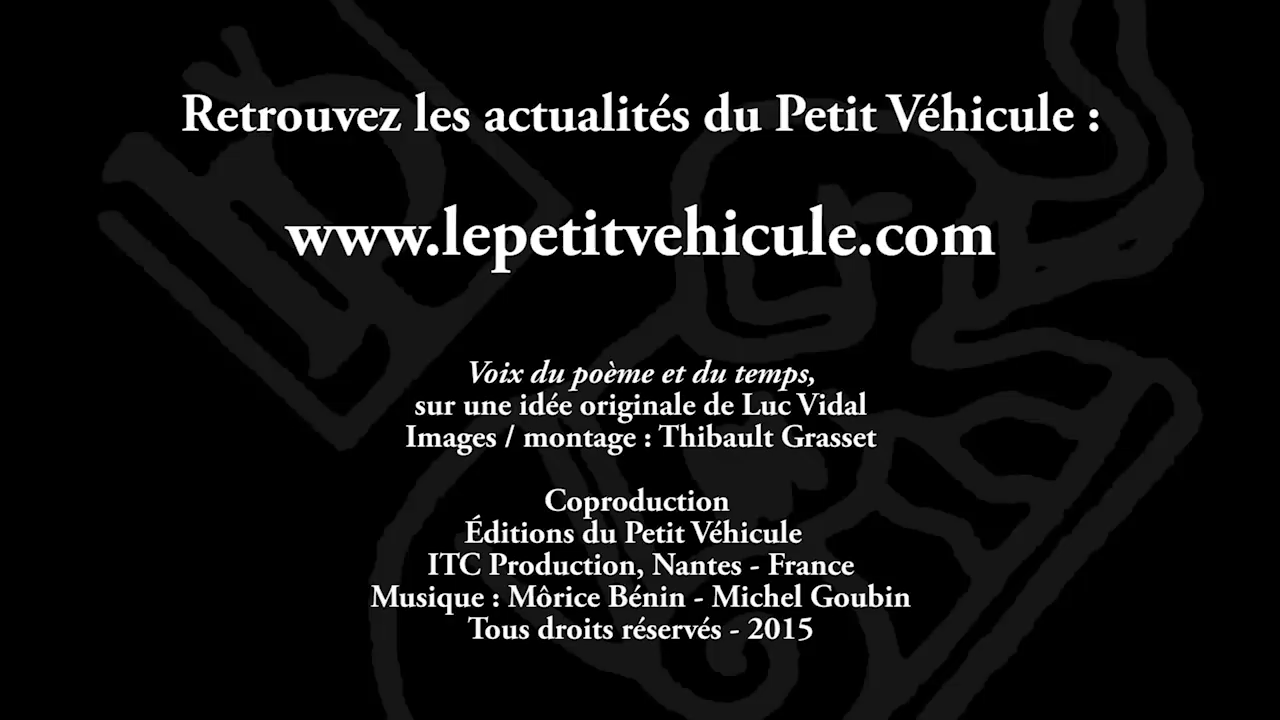 Retrouvez les actualités du Petit Véhicule :
www.lepetitvehicule.com
Voix du poème et du temps,
sur une idée originale de Luc Vidal
Images / montage : Thibault Grasset
Coproduction
Éditions du Petit Véhicule
ITC Production, Nantes - France
Musique : Môrice Bénin - Michel Goubin
Tous droits réservés - 2015